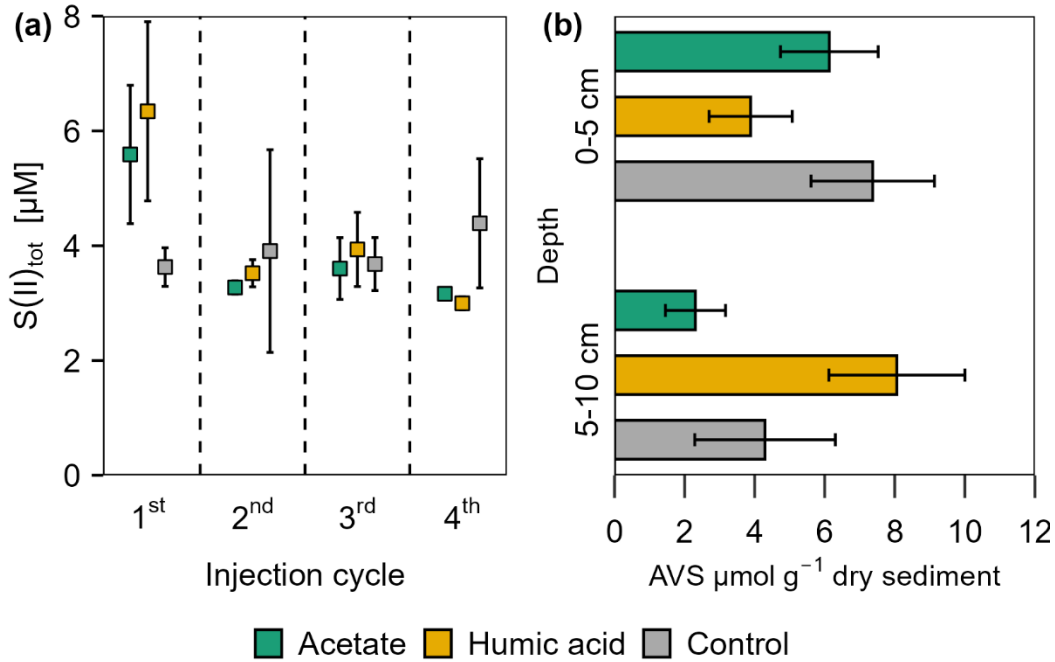 (a)
8
6
4
2
0
S(II)tot [µM]
1st 2nd 3rd 4th
Injection cycle
(b)
Depth
0-5 cm
5-10 cm
0 2 4 6 8 10 12
AVS µmol g−1 dry sediment
Acetate Humic acid Control